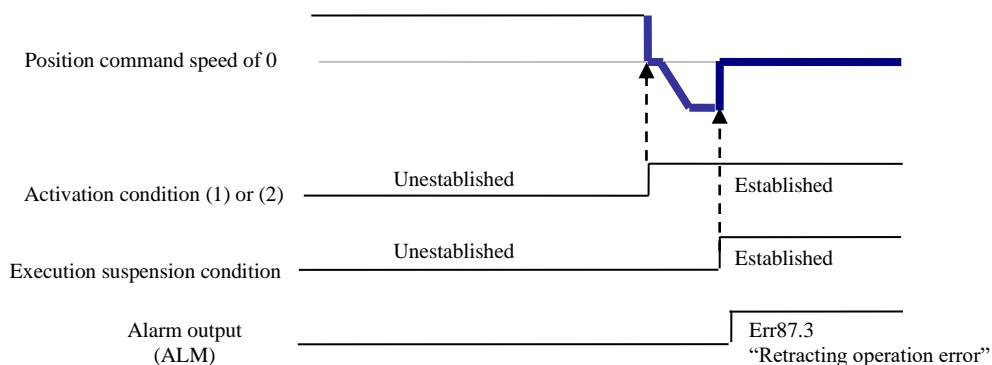 Position command speed of 0
Unestablished
Activation condition (1) or (2)
Established
Unestablished
Execution suspension condition
Established
Alarm output
(ALM)
Err87.3
“Retracting operation error”